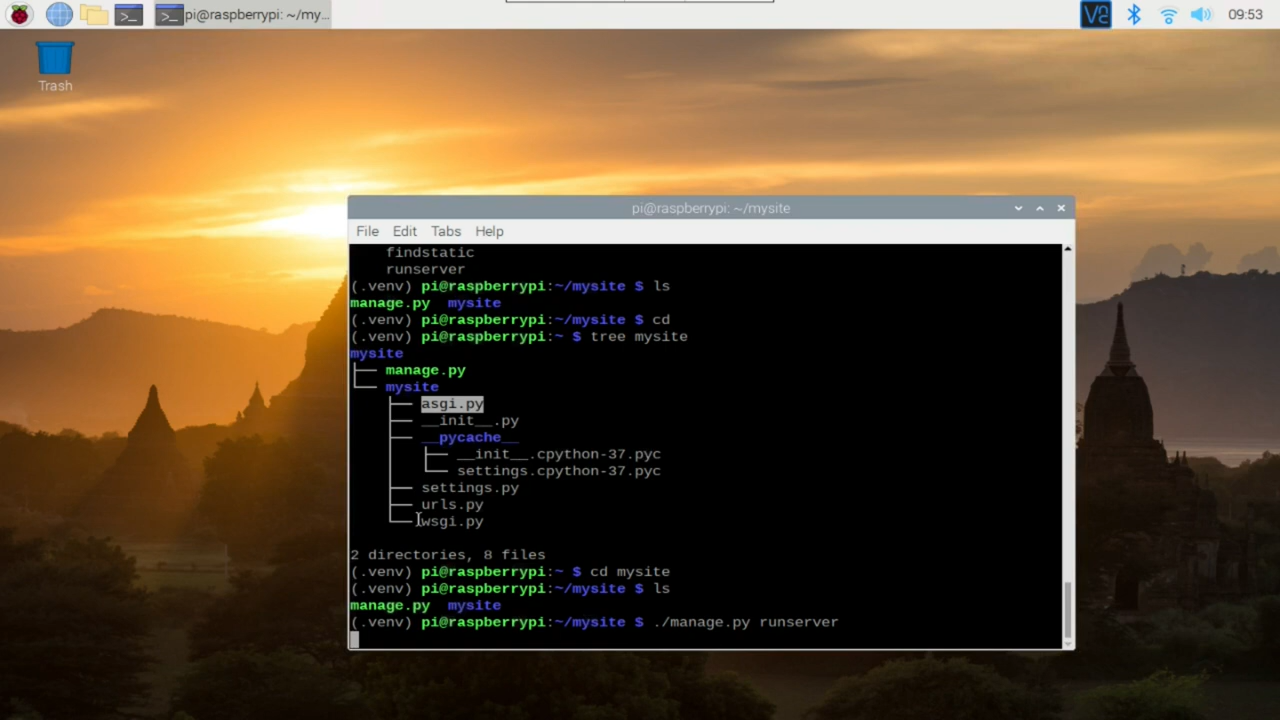 pi@raspberrypi: ~/my...
09:53
Trash
pi@raspberrypi: ~/mysite
File Edit Tabs Help
findstatic
runserver
(.venv) pi@raspberrypi:~/mysite $ ls
manage.py mysite
(.venv) pi@raspberrypi:~/mysite $ cd
(.venv) pi@raspberrypi:~ $ tree mysite
mysite
├── manage.py
└── mysite
    ├── asgi.py
    ├── __init__.py
    ├── __pycache__
    │   ├── __init__.cpython-37.pyc
    │   └── settings.cpython-37.pyc
    ├── settings.py
    ├── urls.py
    └── wsgi.py
2 directories, 8 files
(.venv) pi@raspberrypi:~ $ cd mysite
(.venv) pi@raspberrypi:~/mysite $ ls
manage.py mysite
(.venv) pi@raspberrypi:~/mysite $ ./manage.py runserver